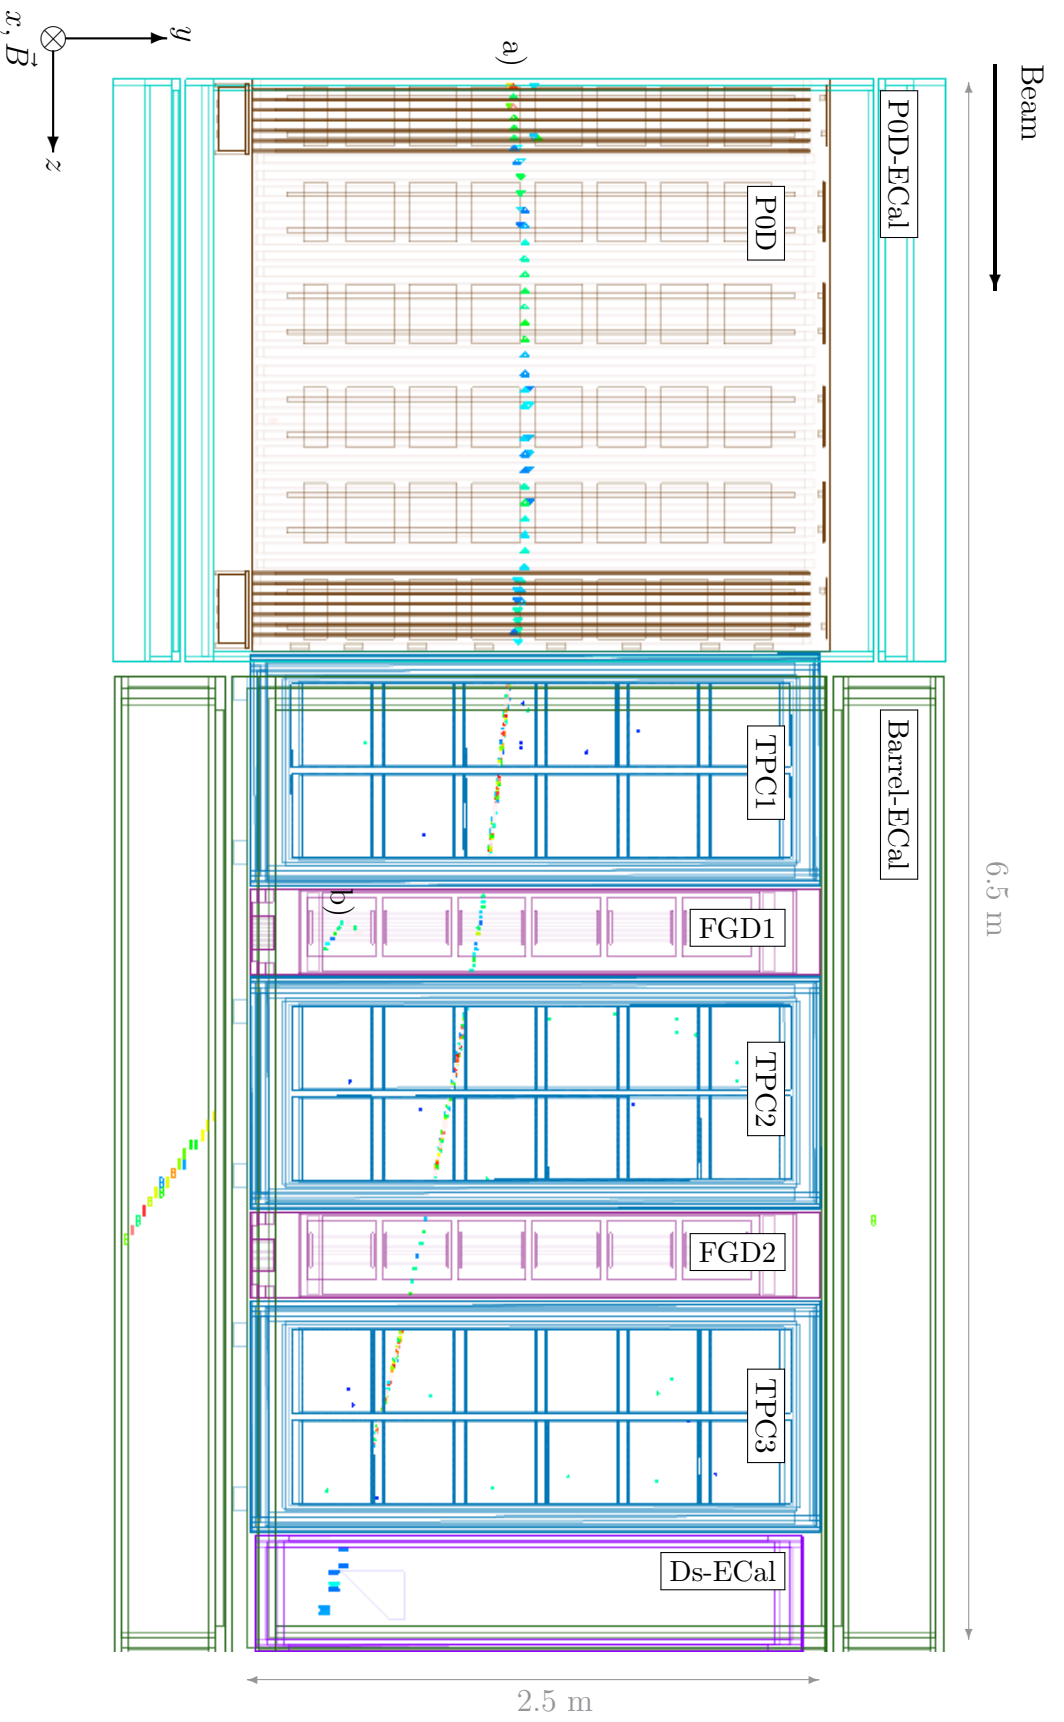 Beam
P0D-ECal
P0D
a)
y
x, B⃗
z
Barrel-ECal
6.5 m
TPC1
FGD1
b)
TPC2
FGD2
TPC3
Ds-ECal
2.5 m